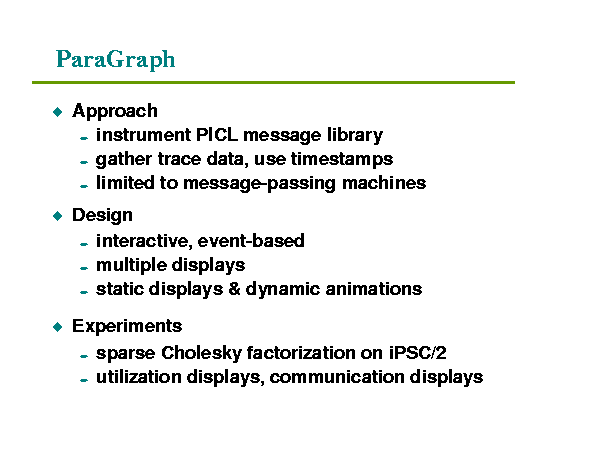 ParaGraph
◆ Approach
– instrument PICL message library
– gather trace data, use timestamps
– limited to message-passing machines
◆ Design
– interactive, event-based
– multiple displays
– static displays & dynamic animations
◆ Experiments
– sparse Cholesky factorization on iPSC/2
– utilization displays, communication displays